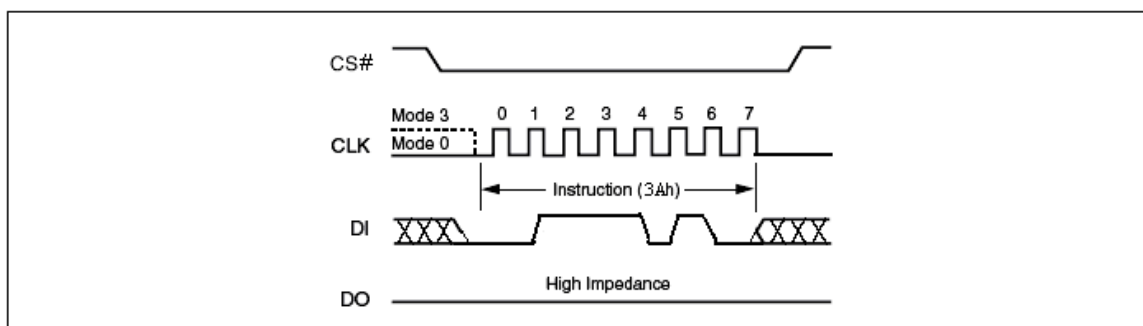 CS#
Mode 3
0 1 2 3 4 5 6 7
CLK
Mode 0
Instruction (3Ah)
DI
High Impedance
DO